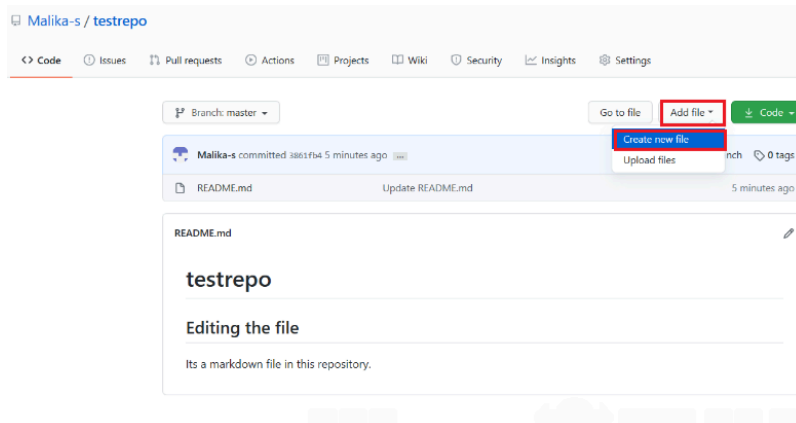 Malika-s / testrepo
<> Code Issues Pull requests Actions Projects Wiki Security Insights Settings
Branch: master Go to file Add file Code
Create new file
Malika-s committed 3861fb4 5 minutes ago ... nch 0 tags
Upload files
README.md Update README.md 5 minutes ago
README.md
testrepo
Editing the file
Its a markdown file in this repository.